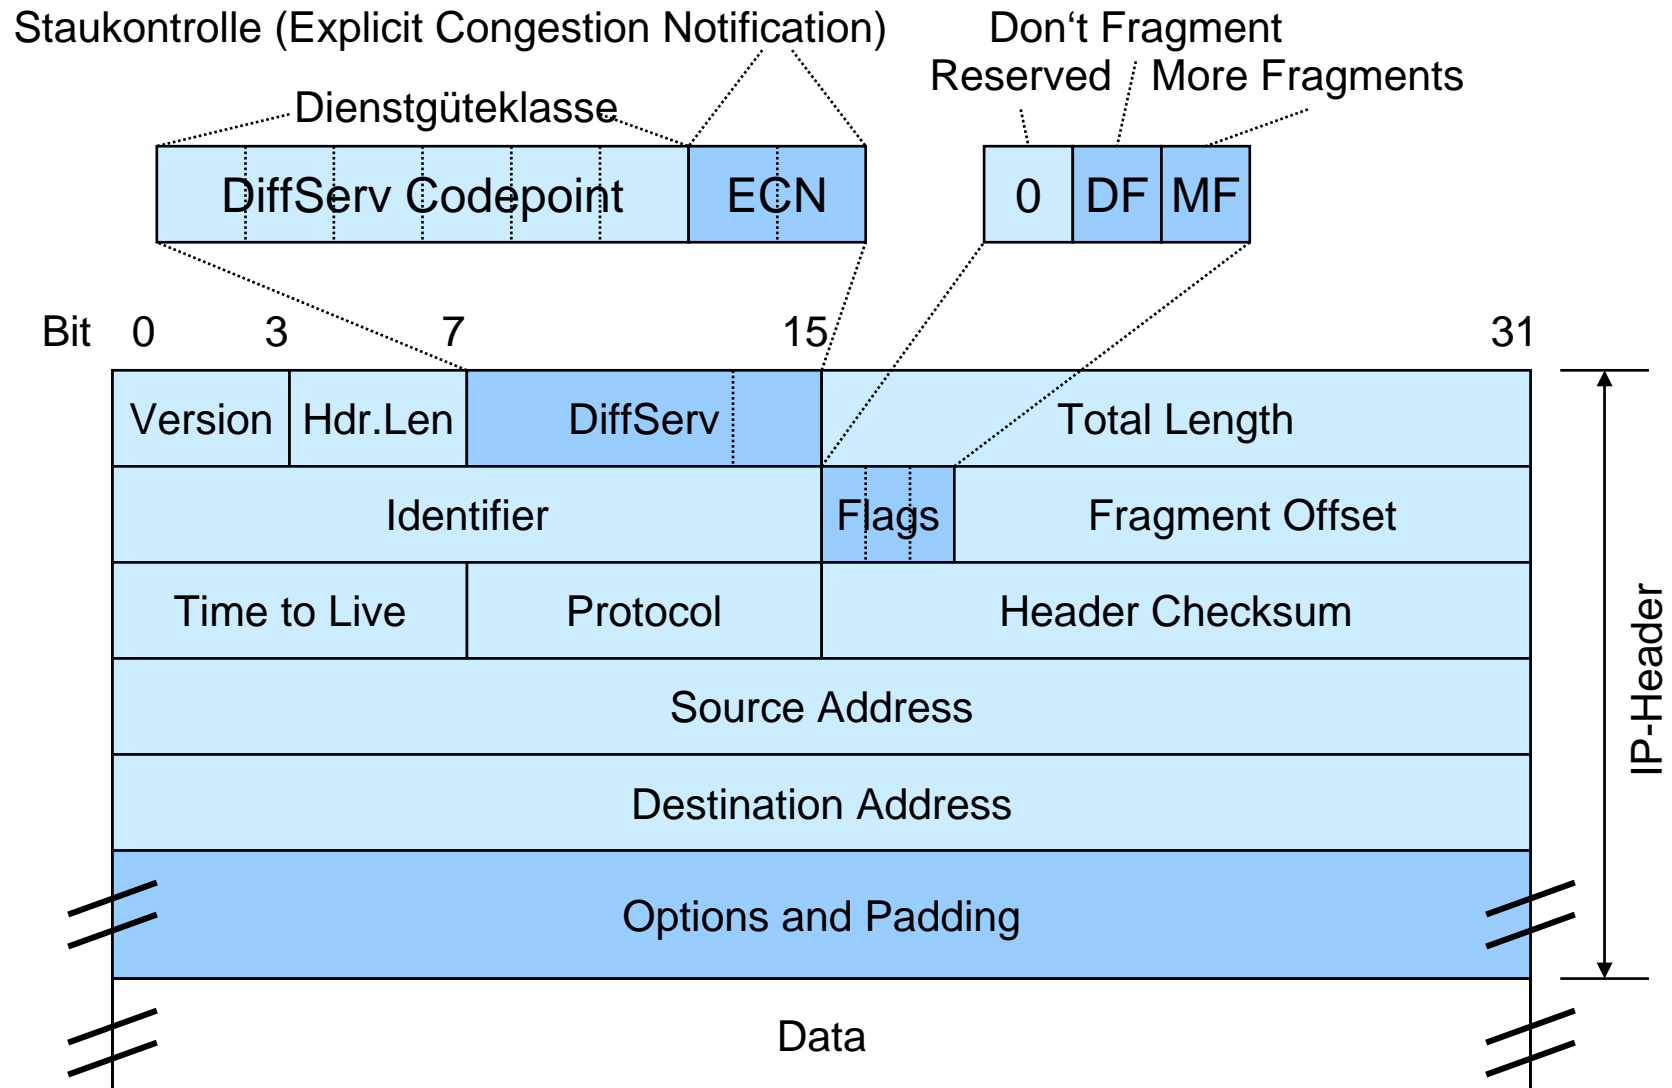 Staukontrolle (Explicit Congestion Notification)
Don‘t Fragment
Reserved
More Fragments
Dienstgüteklasse
DiffServ Codepoint
ECN
0
DF
MF
Bit
0
3
7
15
31
Version
Hdr.Len
DiffServ
Total Length
Identifier
Flags
Fragment Offset
Time to Live
Protocol
Header Checksum
Source Address
Destination Address
Options and Padding
Data
IP-Header